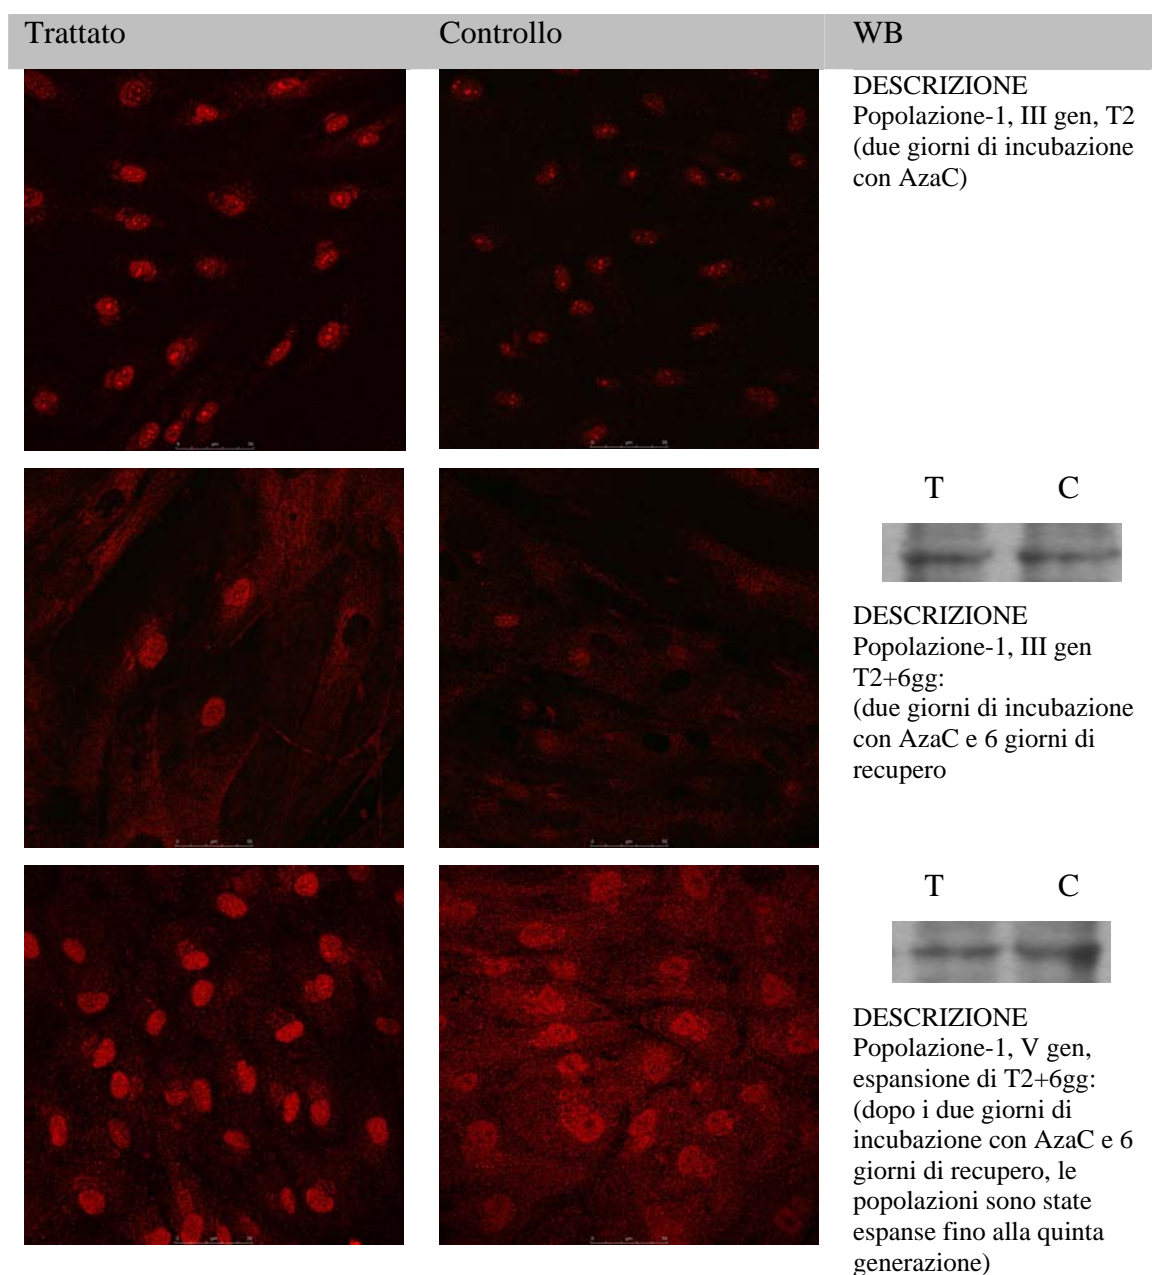 Trattato Controllo WB
DESCRIZIONE
Popolazione-1, III gen, T2
(due giorni di incubazione
con AzaC)
T C
DESCRIZIONE
Popolazione-1, III gen
T2+6gg:
(due giorni di incubazione
con AzaC e 6 giorni di
recupero
T C
DESCRIZIONE
Popolazione-1, V gen,
espansione di T2+6gg:
(dopo i due giorni di
incubazione con AzaC e 6
giorni di recupero, le
popolazioni sono state
espanse fino alla quinta
generazione)